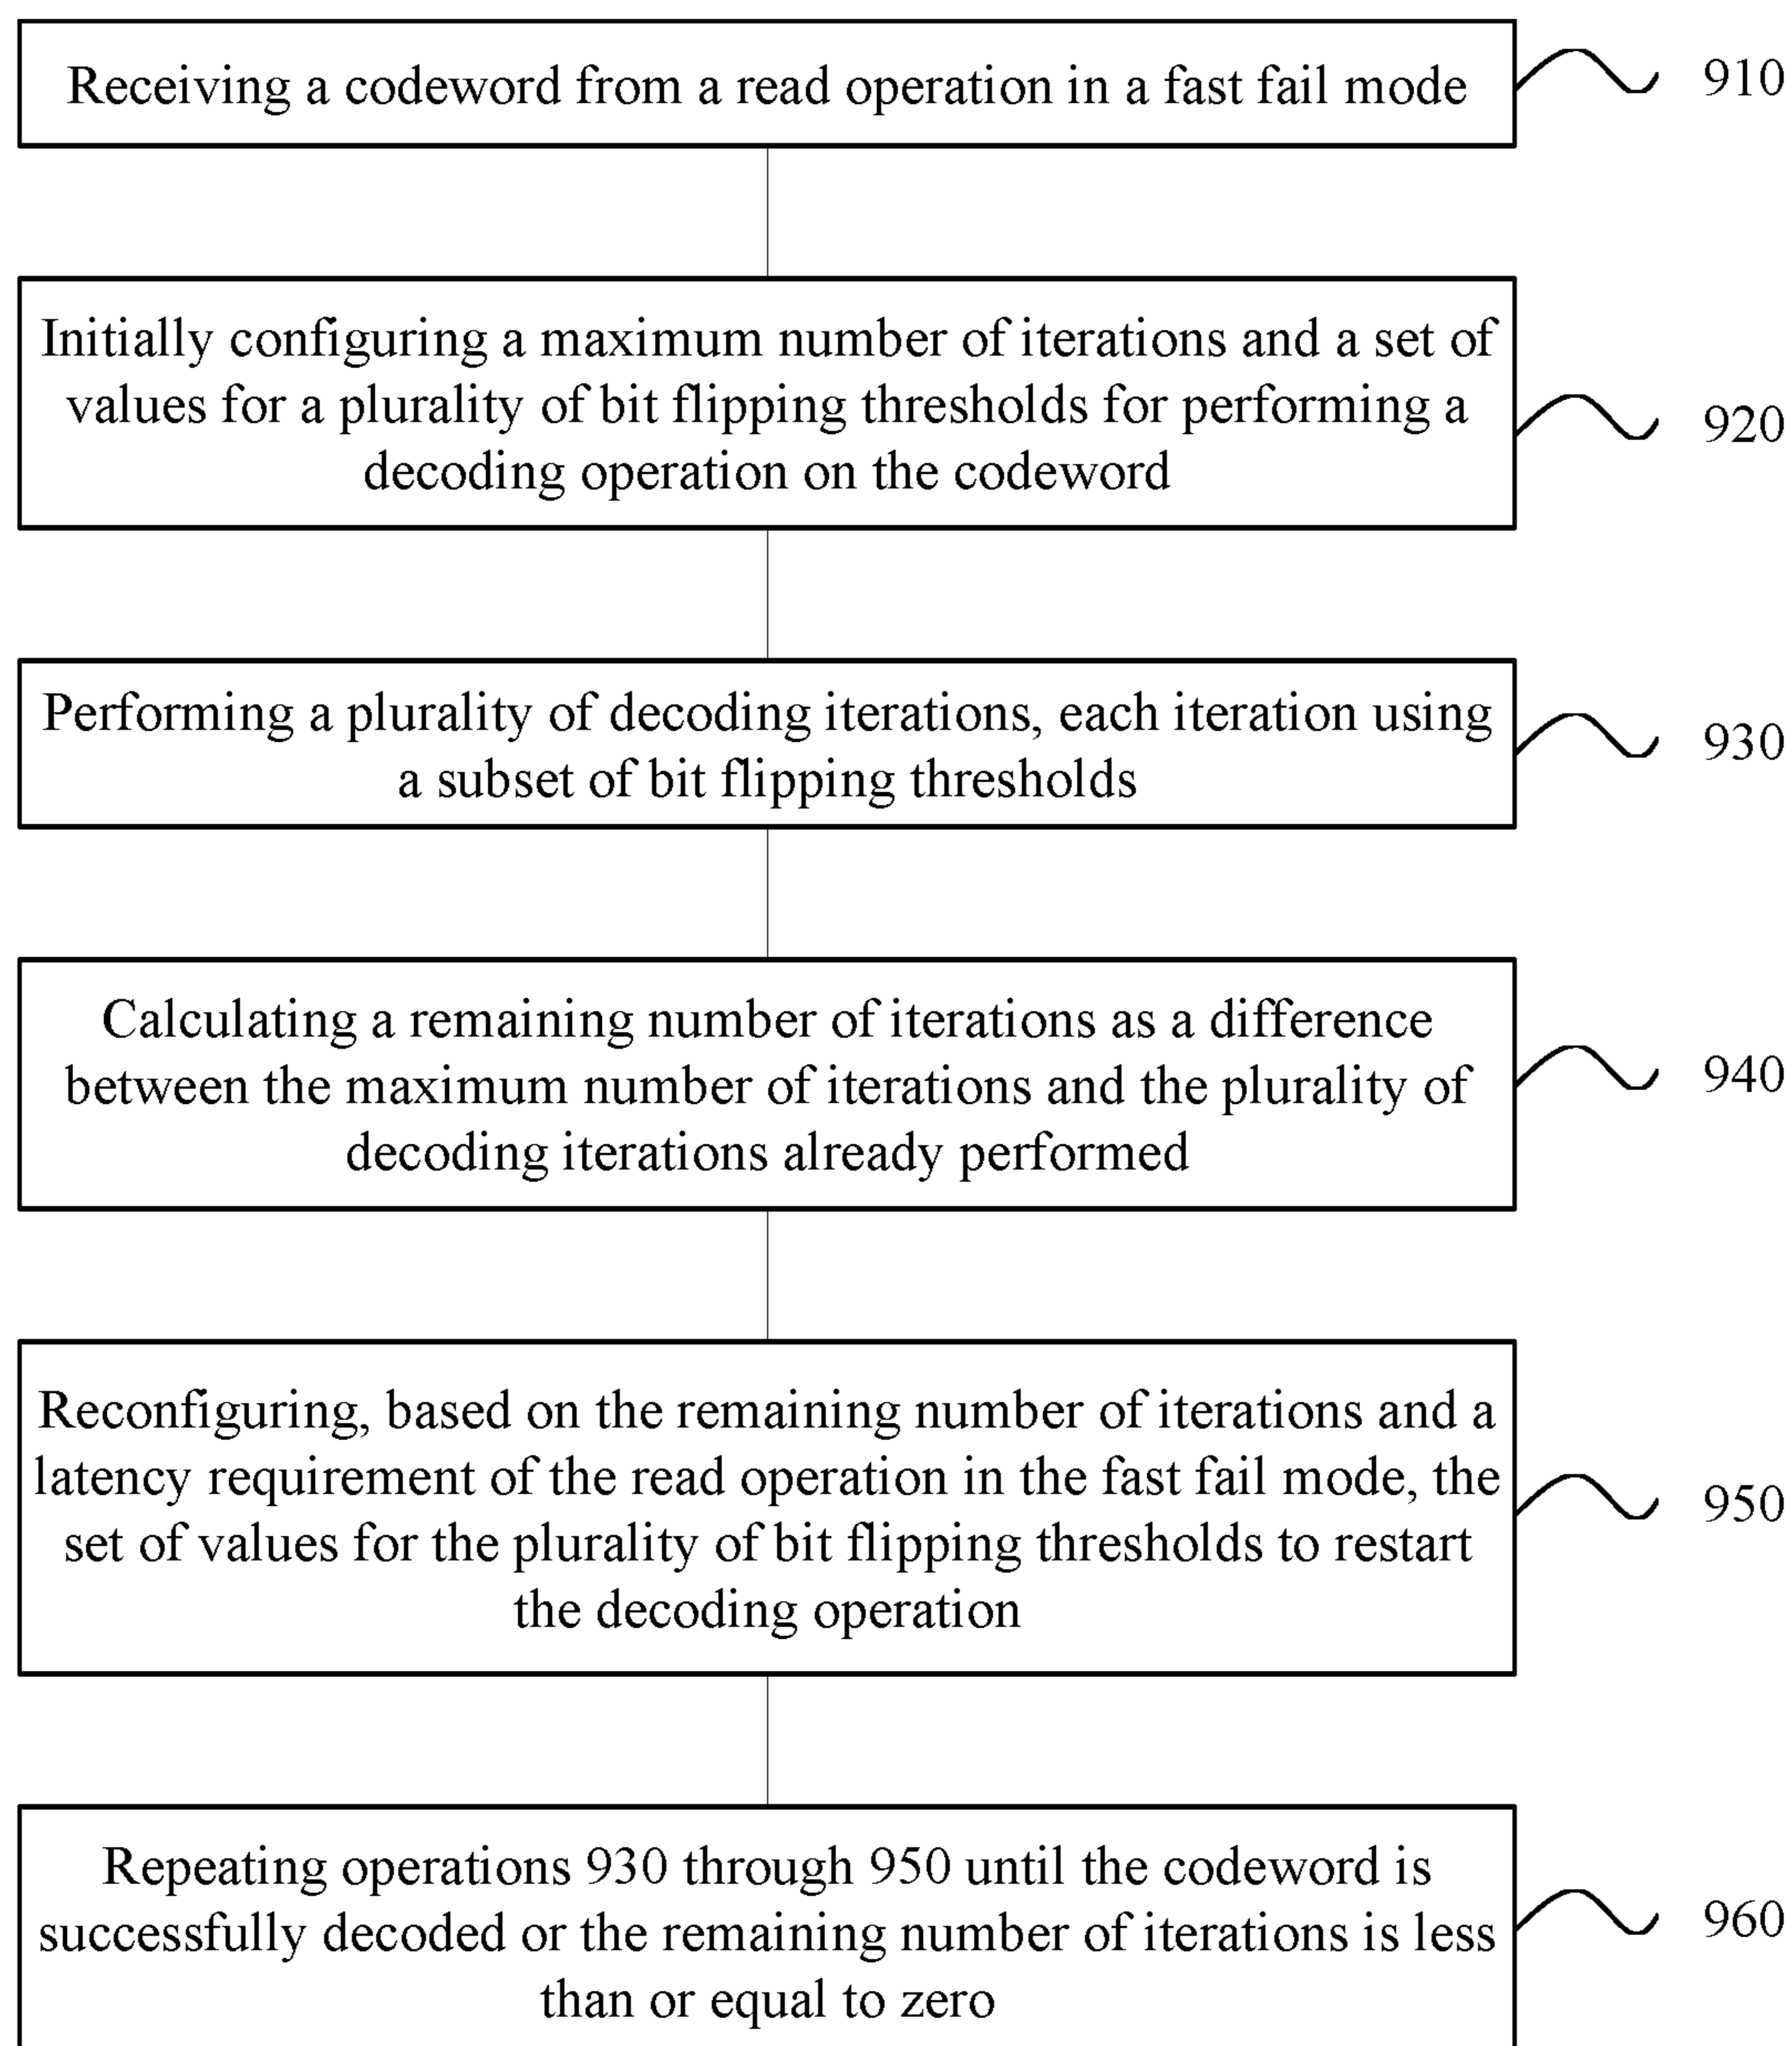 Receiving a codeword from a read operation in a fast fail mode
910
Initially configuring a maximum number of iterations and a set of
values for a plurality of bit flipping thresholds for performing a
decoding operation on the codeword
920
Performing a plurality of decoding iterations, each iteration using
a subset of bit flipping thresholds
930
Calculating a remaining number of iterations as a difference
between the maximum number of iterations and the plurality of
decoding iterations already performed
940
Reconfiguring, based on the remaining number of iterations and a
latency requirement of the read operation in the fast fail mode, the
set of values for the plurality of bit flipping thresholds to restart
the decoding operation
950
Repeating operations 930 through 950 until the codeword is
successfully decoded or the remaining number of iterations is less
than or equal to zero
960